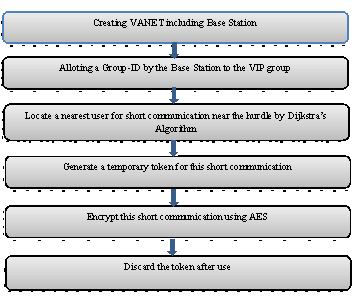 Creating VANET including Base Station
Alloting a Group-ID by the Base Station to the VIP group
Locate a nearest user for short communication near the hurdle by Dijkstra's
Algorithm
Generate a temporary token for this short communication
Encrypt this short communication using AES
Discard the token after use